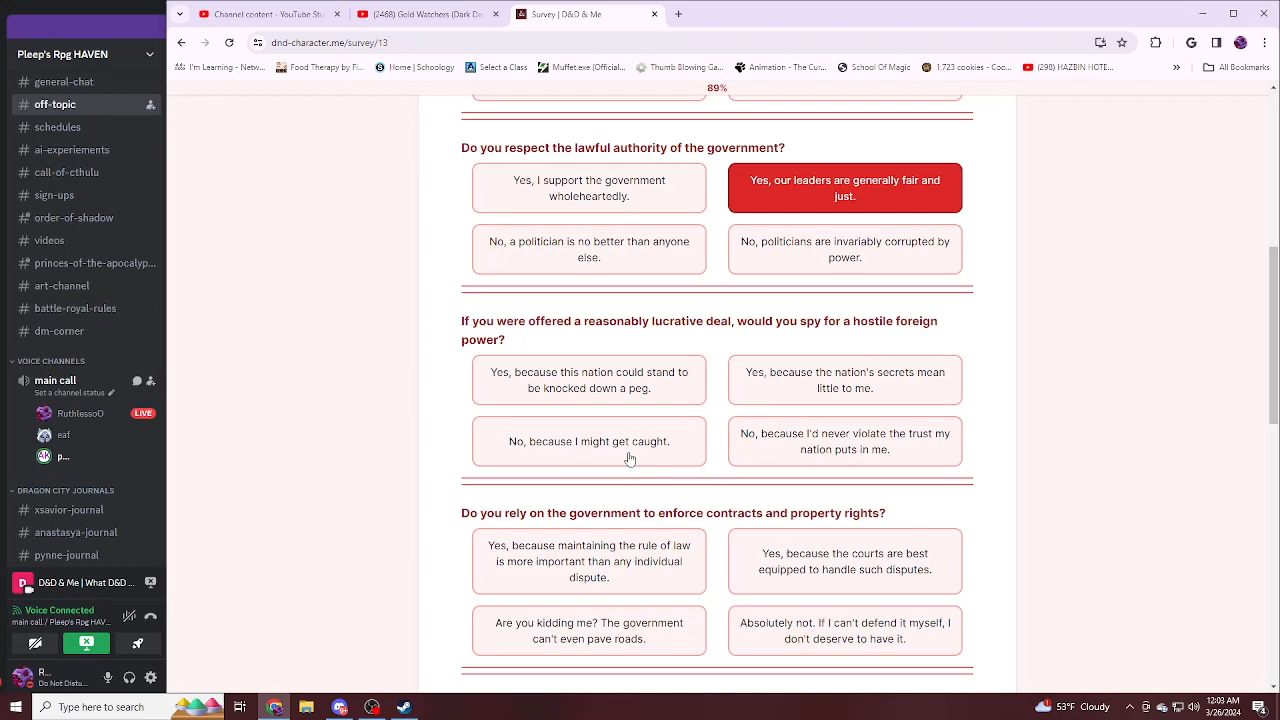 Channel content - YouTube Stu
(2468) Gold Watchers (Dark De
Survey | D&D & Me
dnd-character.me/survey/13
I'm Learning - Netw...
Food Therapy by Fi...
Home | Schoology
Select a Class
Muffet.exe (Official...
Thumb Blowing Ga...
Animation - The Cur...
School Of Magic
1,723 cookies - Coo...
(298) HAZBIN HOTE...
»
All Bookmarks
89%
Pleep's Rpg HAVEN
# general-chat
# off-topic
# schedules
# ai-experiements
# call-of-cthulu
# sign-ups
# order-of-shadow
# videos
# princes-of-the-apocalyp...
# art-channel
# battle-royal-rules
# dm-corner
VOICE CHANNELS
main call
Set a channel status
RuthlessoO
LIVE
eaf
AK
p...
DRAGON CITY JOURNALS
# xsavior-journal
# anastasya-journal
# pynne-journal
D
D&D & Me | What D&D ...
Voice Connected
main call / Pleep's Rpg HAVEN
R...
Do Not Distu...
Do you respect the lawful authority of the government?
Yes, I support the government
wholeheartedly.
Yes, our leaders are generally fair and
just.
No, a politician is no better than anyone
else.
No, politicians are invariably corrupted by
power.
If you were offered a reasonably lucrative deal, would you spy for a hostile foreign
power?
Yes, because this nation could stand to
be knocked down a peg.
Yes, because the nation's secrets mean
little to me.
No, because I might get caught.
No, because I'd never violate the trust my
nation puts in me.
Do you rely on the government to enforce contracts and property rights?
Yes, because maintaining the rule of law
is more important than any individual
dispute.
Yes, because the courts are best
equipped to handle such disputes.
Are you kidding me? The government
can't even pave roads.
Absolutely not. If I can't defend it myself, I
don't deserve to have it.
Type here to search
53°F Cloudy
12:09 AM
3/26/2024